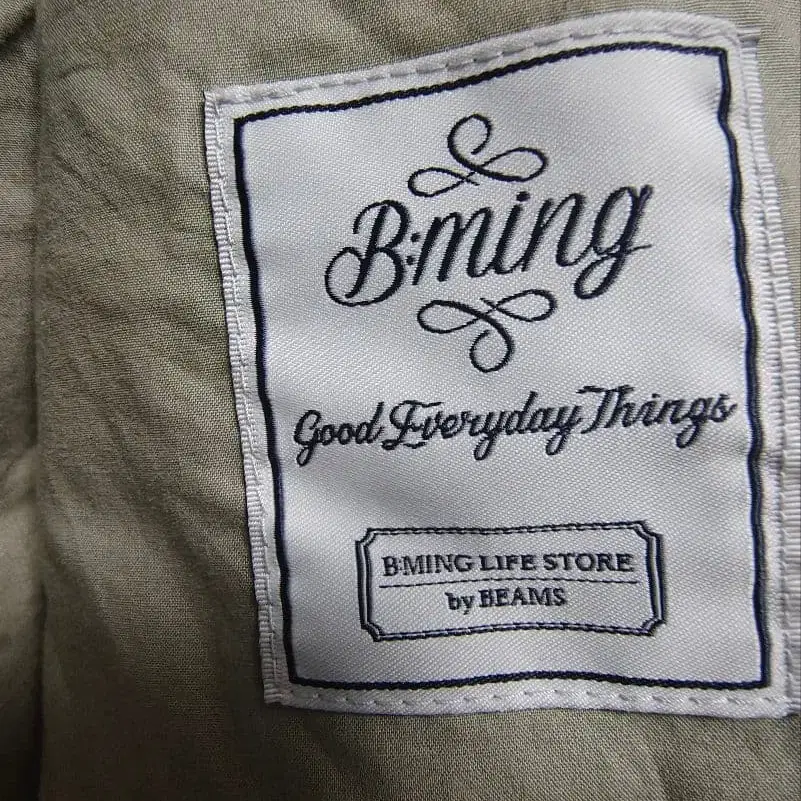 B:ming
Good Everyday Things
B:MING LIFE STORE
by BEAMS